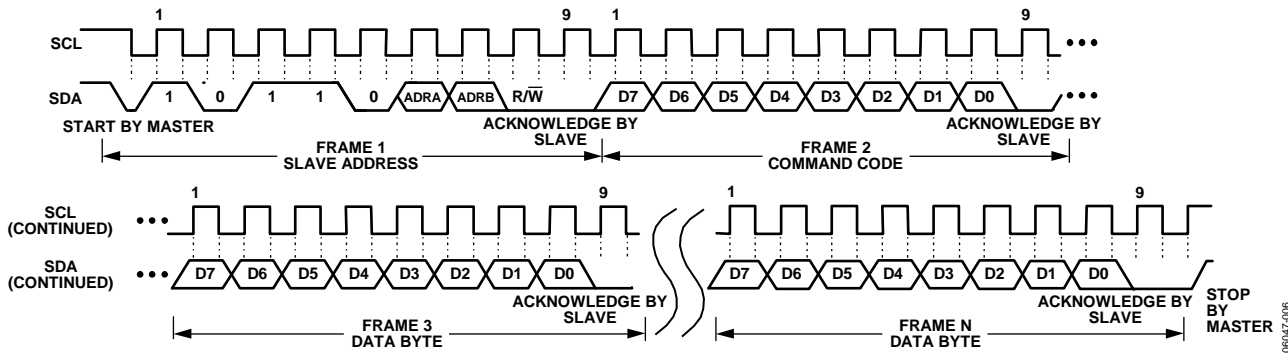 1 9 1 9
SCL
SDA 1 0 1 1 0 ADRA ADRB R/W̅ D7 D6 D5 D4 D3 D2 D1 D0
START BY MASTER
ACKNOWLEDGE BY
SLAVE
ACKNOWLEDGE BY
SLAVE
FRAME 1
SLAVE ADDRESS
FRAME 2
COMMAND CODE
1 9 1 9
SCL
(CONTINUED)
SDA
(CONTINUED)
D7 D6 D5 D4 D3 D2 D1 D0 D7 D6 D5 D4 D3 D2 D1 D0
ACKNOWLEDGE BY
SLAVE
ACKNOWLEDGE BY
SLAVE
STOP
BY
MASTER
FRAME 3
DATA BYTE
FRAME N
DATA BYTE
06047-006